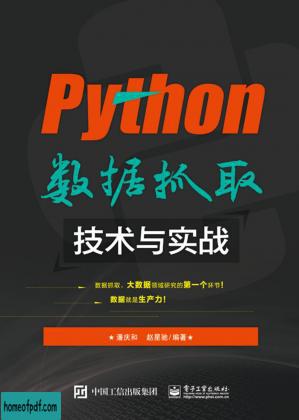 Python
数据抓取
技术与实战
数据抓取，大数据领域研究的第一个环节！
数据就是生产力！
★潘庆和 赵星驰/编著★
中国工信出版集团 电子工业出版社
homeofpdf.com